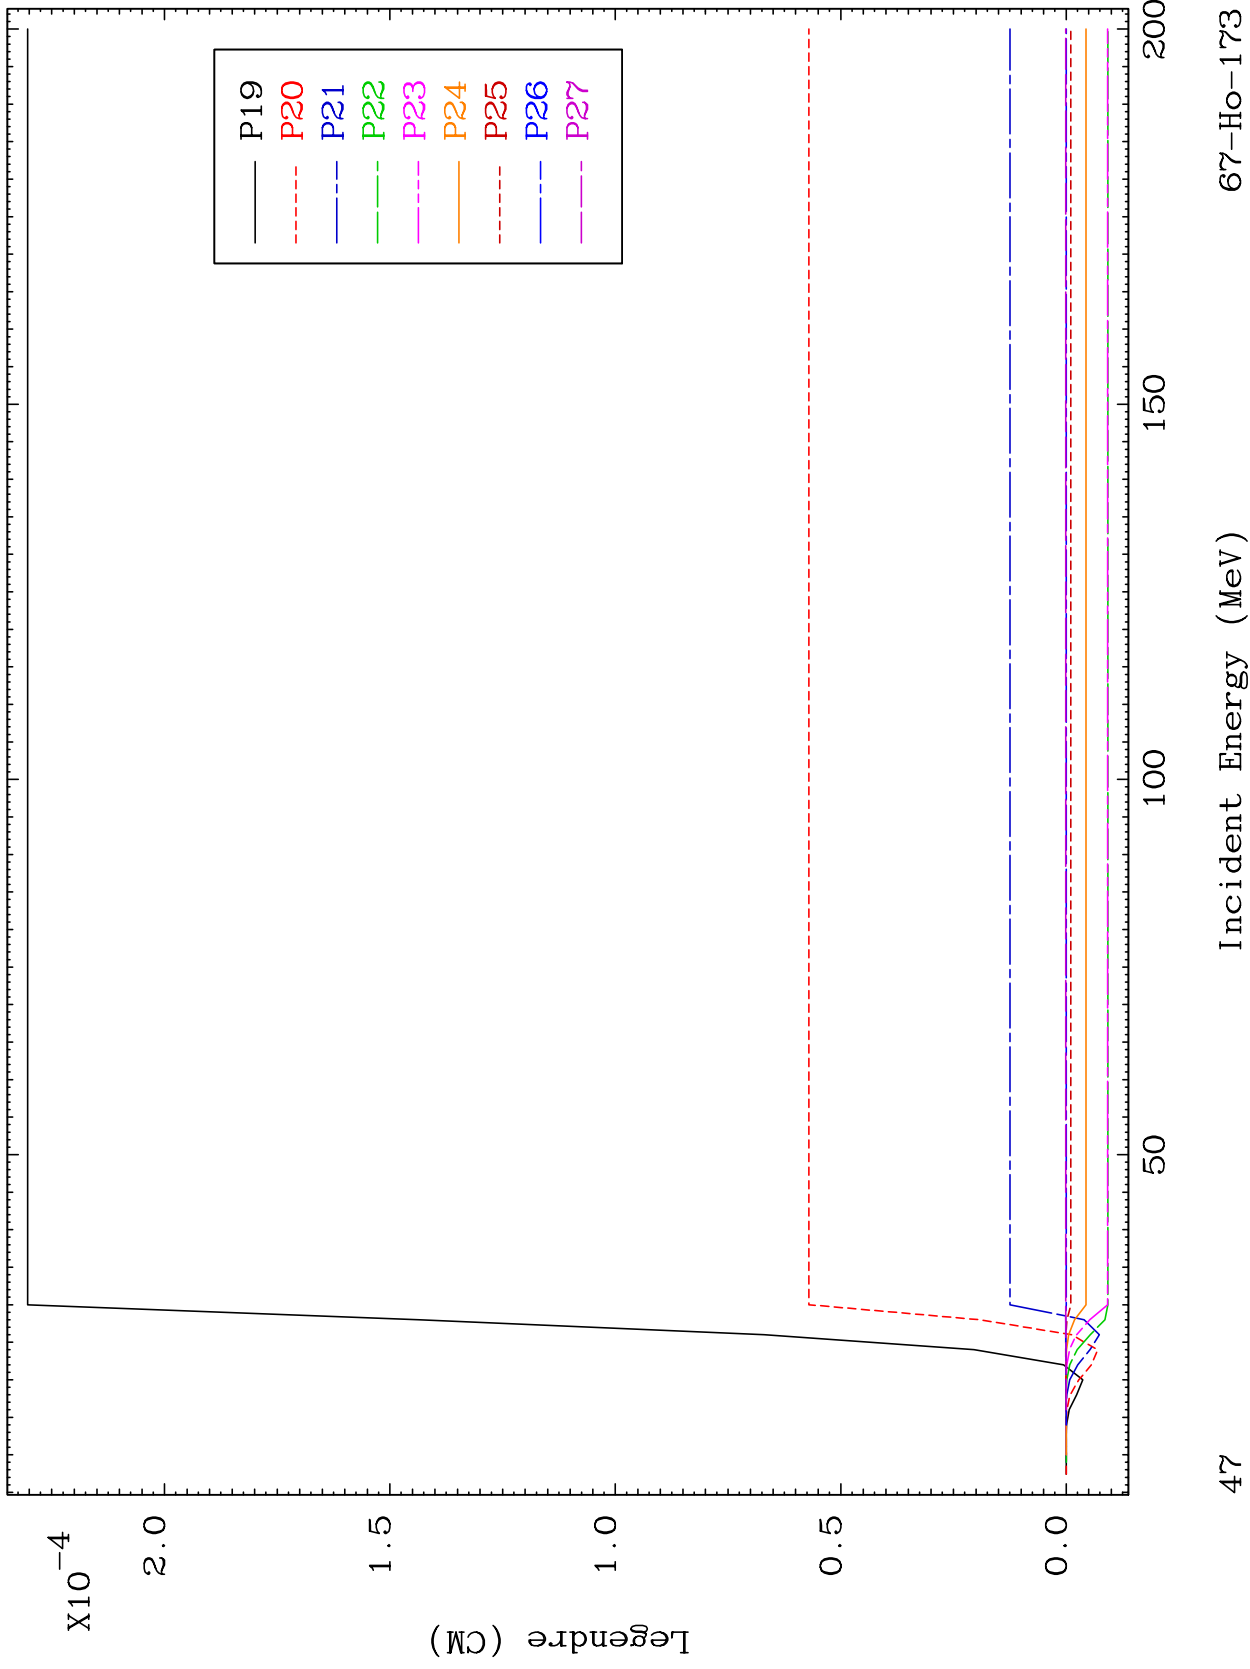 X10-4
2.0
1.5
1.0
0.5
0.0
Legendre (CM)
P19
P20
P21
P22
P23
P24
P25
P26
P27
50
100
150
200
Incident Energy (MeV)
47
67-Ho-173